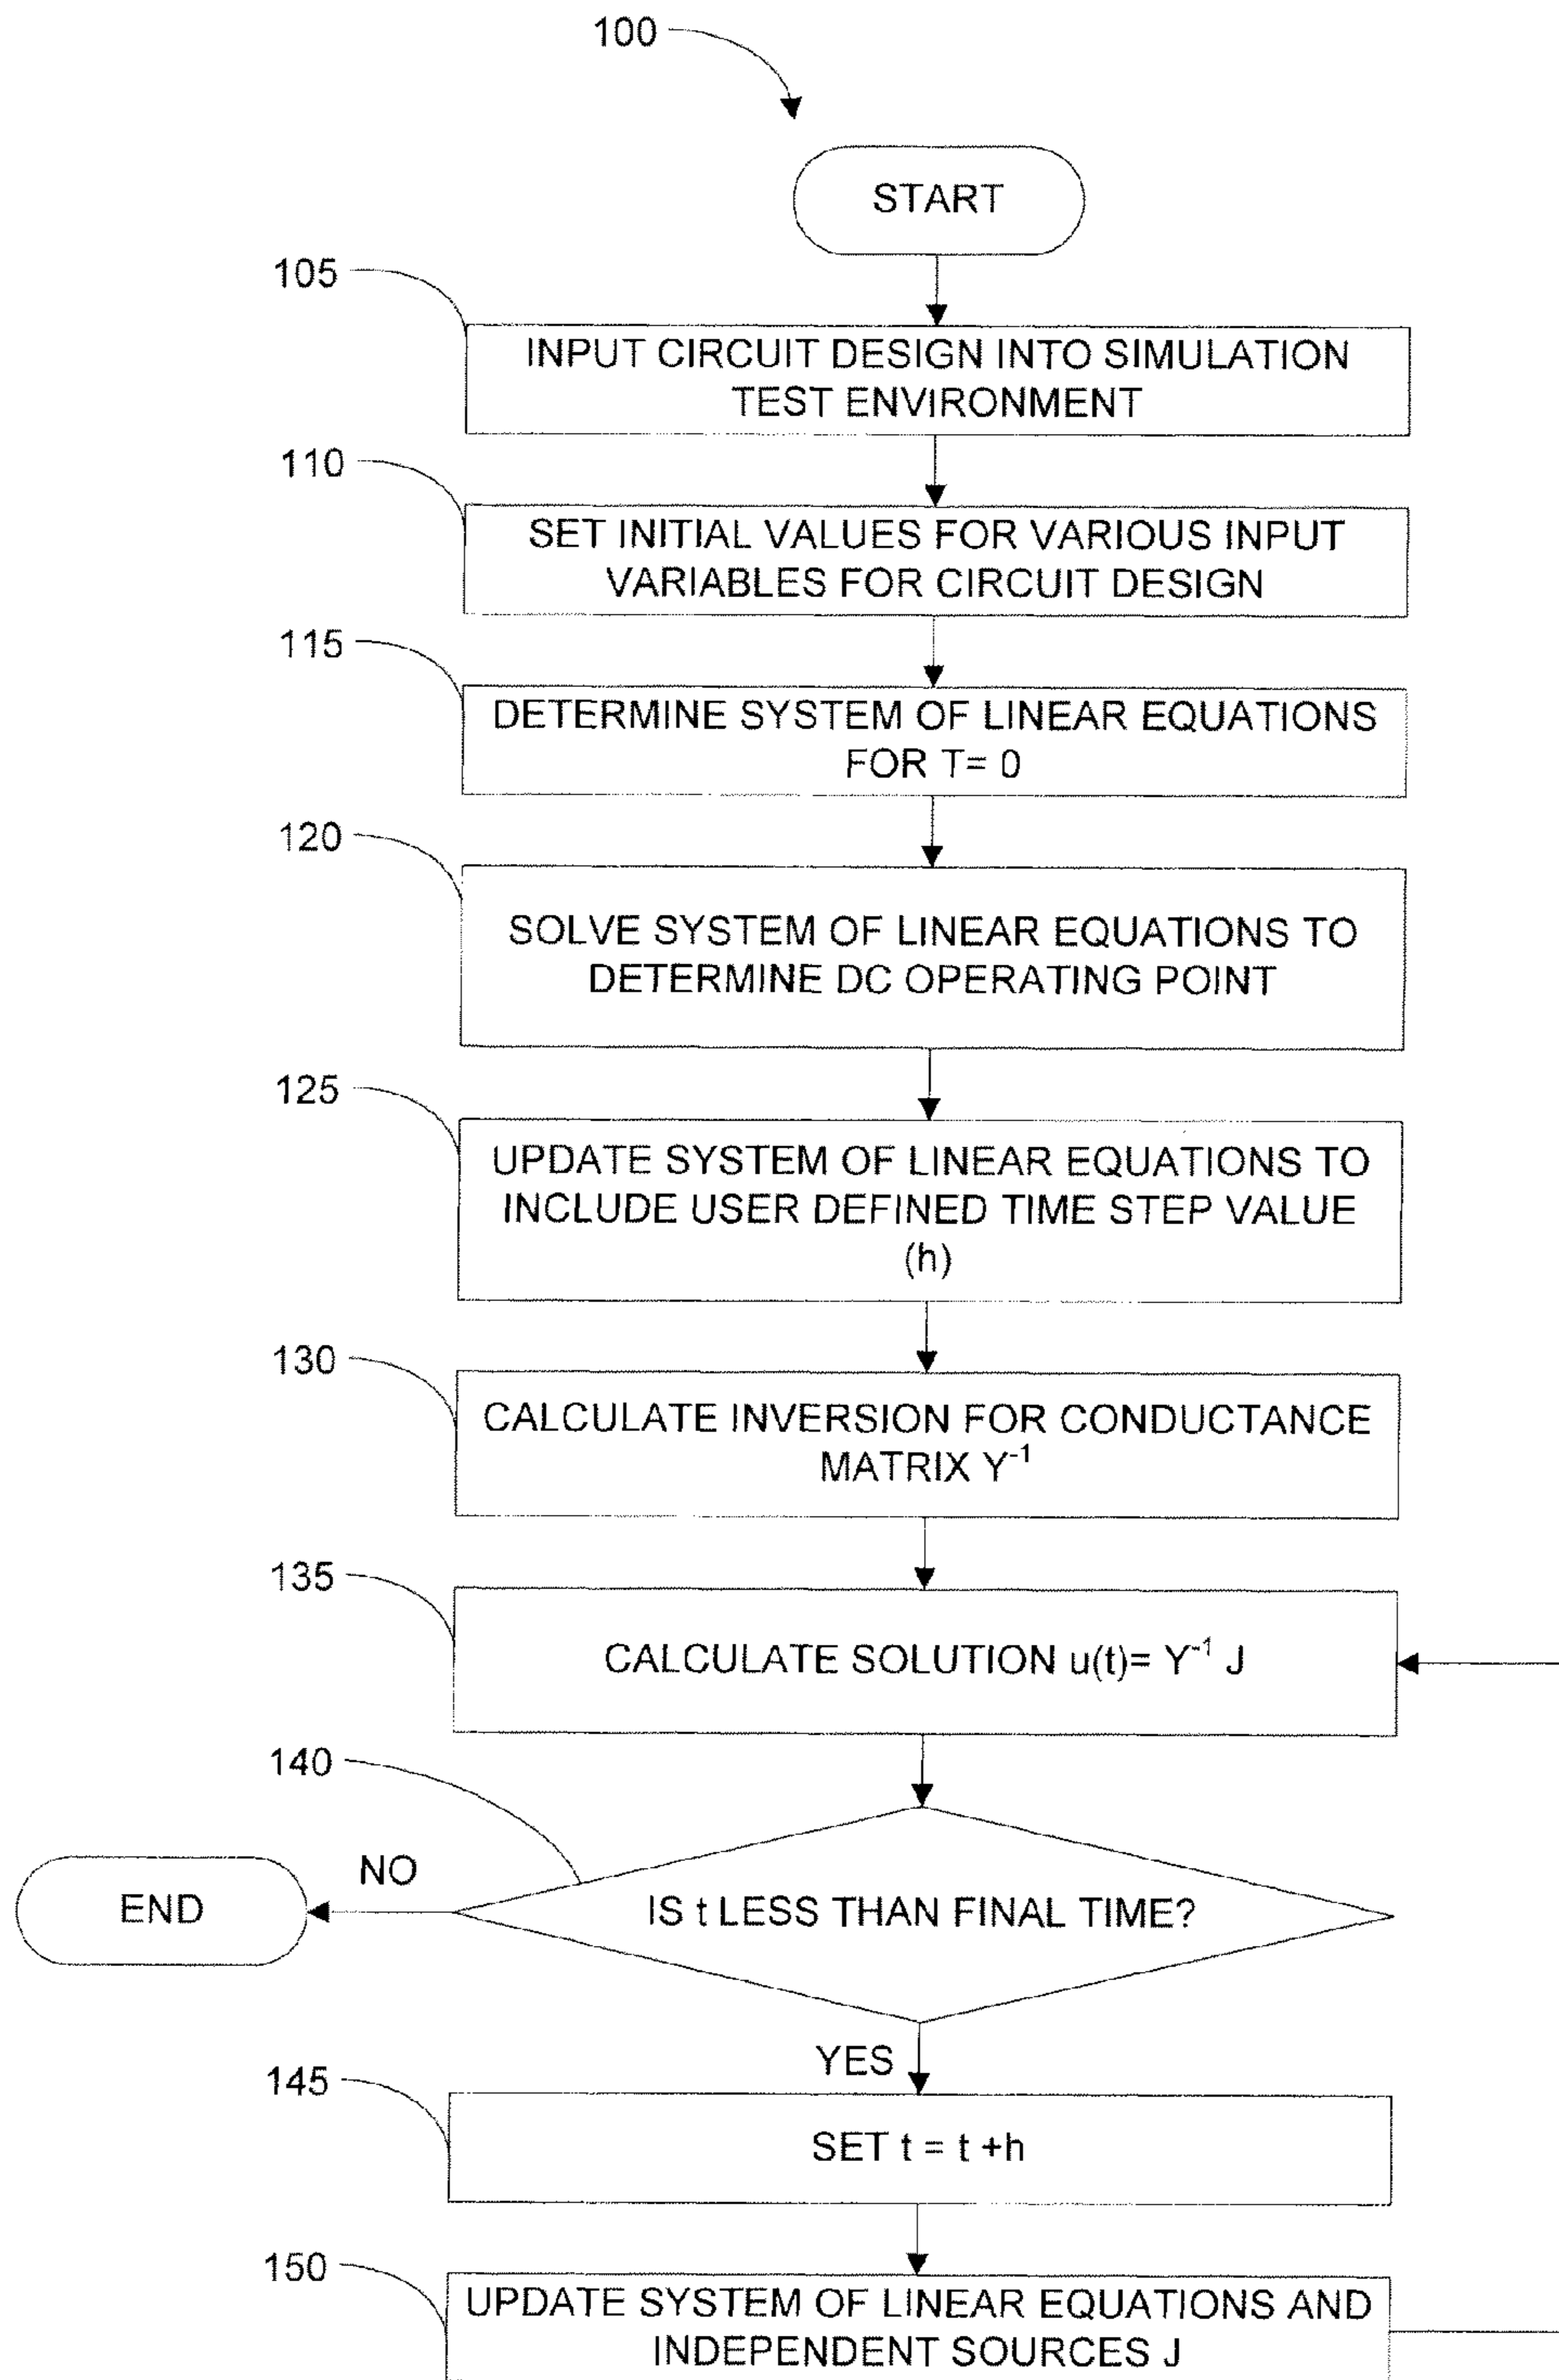 100
START
105
INPUT CIRCUIT DESIGN INTO SIMULATION
TEST ENVIRONMENT
110
SET INITIAL VALUES FOR VARIOUS INPUT
VARIABLES FOR CIRCUIT DESIGN
115
DETERMINE SYSTEM OF LINEAR EQUATIONS
FOR T= 0
120
SOLVE SYSTEM OF LINEAR EQUATIONS TO
DETERMINE DC OPERATING POINT
125
UPDATE SYSTEM OF LINEAR EQUATIONS TO
INCLUDE USER DEFINED TIME STEP VALUE
(h)
130
CALCULATE INVERSION FOR CONDUCTANCE
MATRIX Y⁻¹
135
CALCULATE SOLUTION u(t)= Y⁻¹ J
140
NO
END
IS t LESS THAN FINAL TIME?
YES
145
SET t = t +h
150
UPDATE SYSTEM OF LINEAR EQUATIONS AND
INDEPENDENT SOURCES J